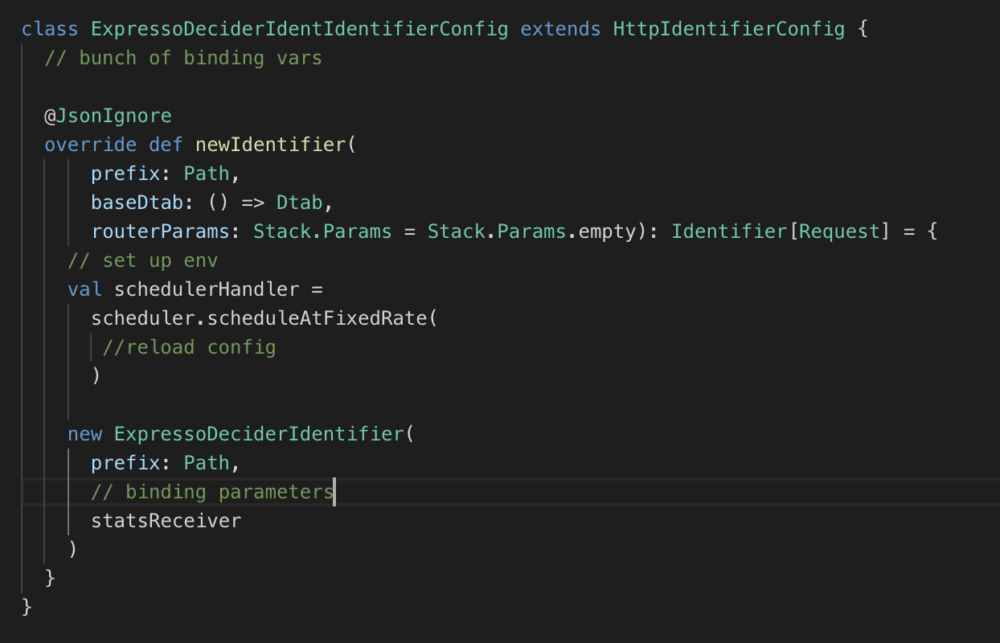 class ExpressoDeciderIdentIdentifierConfig extends HttpIdentifierConfig {
// bunch of binding vars
@JsonIgnore
override def newIdentifier(
prefix: Path,
baseDtab: () => Dtab,
routerParams: Stack.Params = Stack.Params.empty): Identifier[Request] = {
// set up env
val schedulerHandler =
scheduler.scheduleAtFixedRate(
//reload config
)
new ExpressoDeciderIdentifier(
prefix: Path,
// binding parameters
statsReceiver
)
}
}